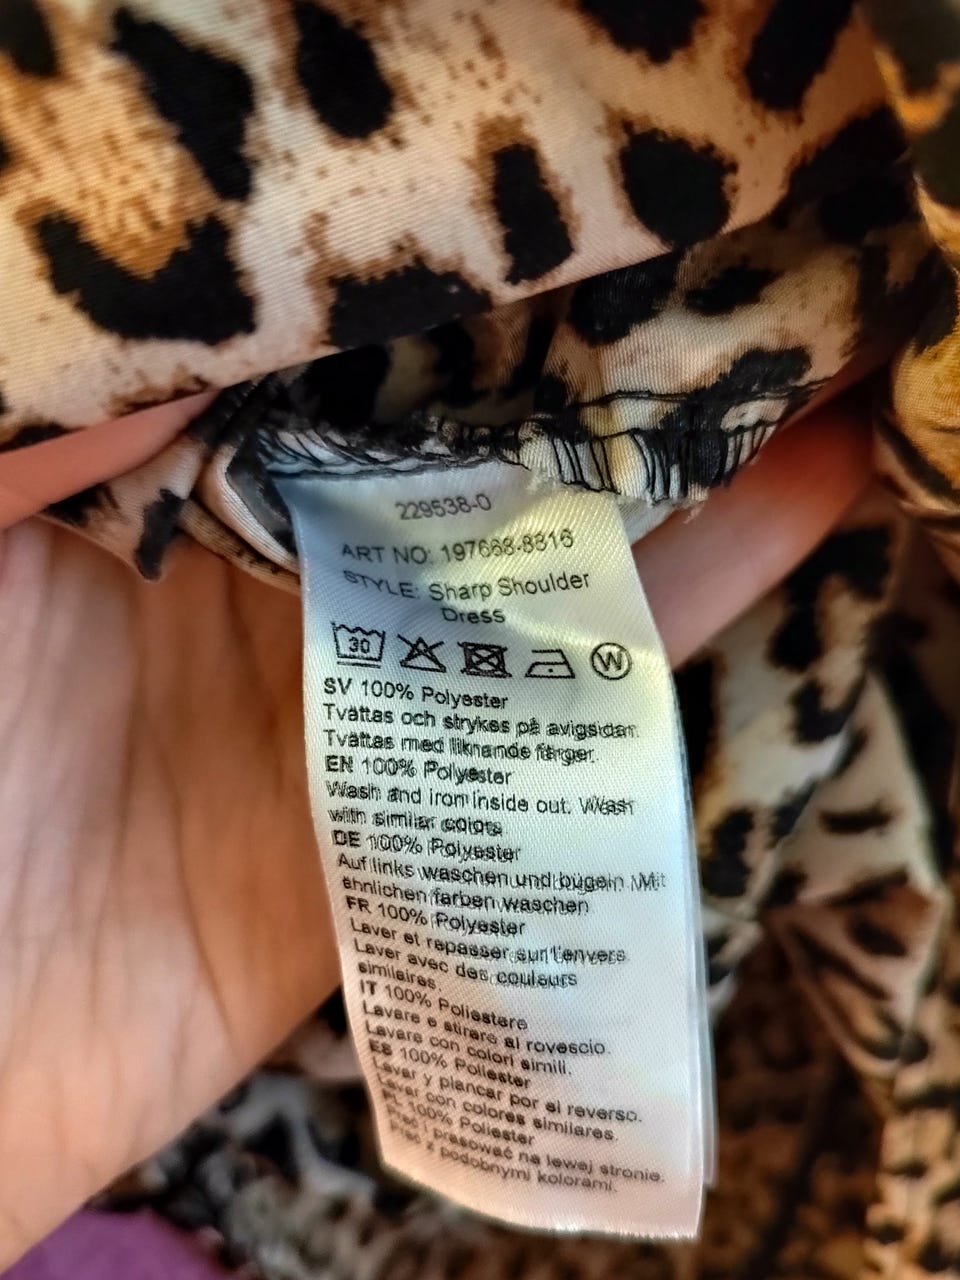 229538-0
ART NO: 197668-8816
STYLE: Sharp Shoulder
Dress
30
W
SV 100% Polyester
Tvättas och strykes på avigsidan.
Tvättas med liknande färger.
EN 100% Polyester
Wash and iron inside out. Wash
with similar colors
DE 100% Polyester
Auf links waschen und bügeln. Mit
ähnlichen farben waschen
FR 100% Polyester
Laver et repasser sur l'envers.
Laver avec des couleurs
similaires.
IT 100% Poliestere
Lavare e stirare al rovescio.
Lavare con colori simili.
ES 100% Poliester
Lavar y planchar por el reverso.
Lavar con colores similares.
PL 100% Poliester
Prać i prasować na lewej stronie.
Prać z podobnymi kolorami.